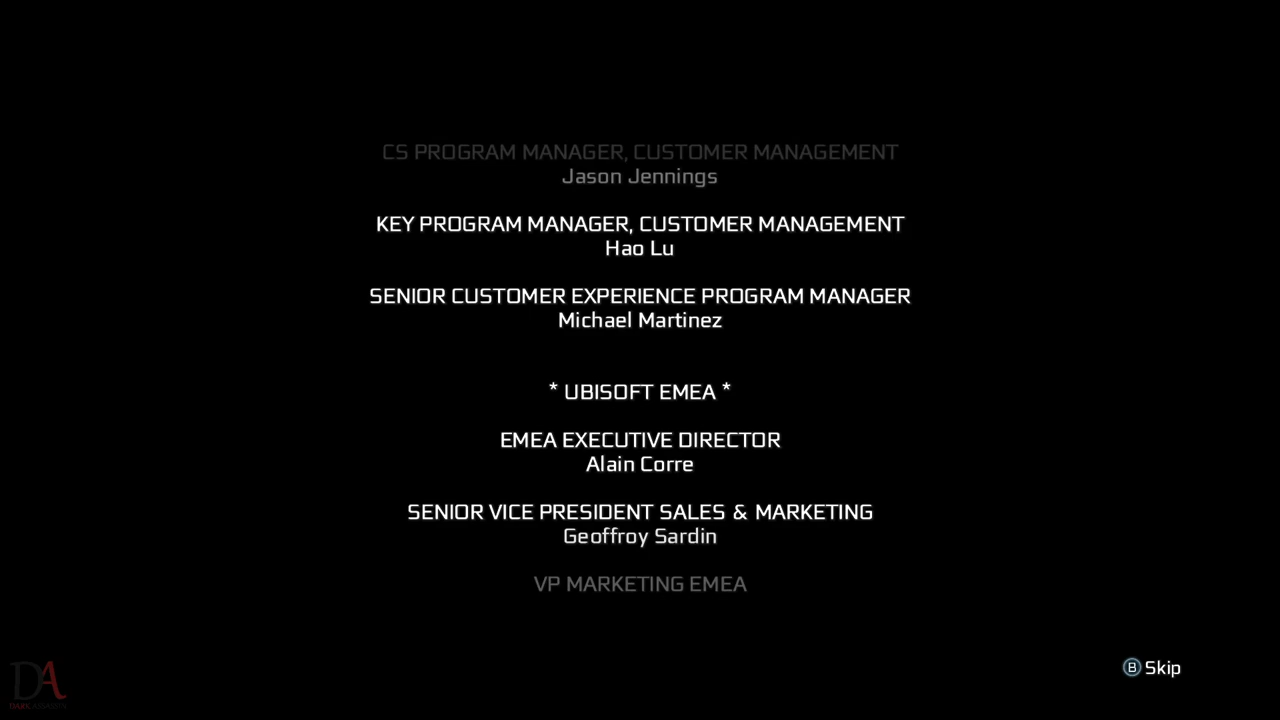 CS PROGRAM MANAGER, CUSTOMER MANAGEMENT
Jason Jennings
KEY PROGRAM MANAGER, CUSTOMER MANAGEMENT
Hao Lu
SENIOR CUSTOMER EXPERIENCE PROGRAM MANAGER
Michael Martinez
* UBISOFT EMEA *
EMEA EXECUTIVE DIRECTOR
Alain Corre
SENIOR VICE PRESIDENT SALES & MARKETING
Geoffroy Sardin
VP MARKETING EMEA
B Skip
DA